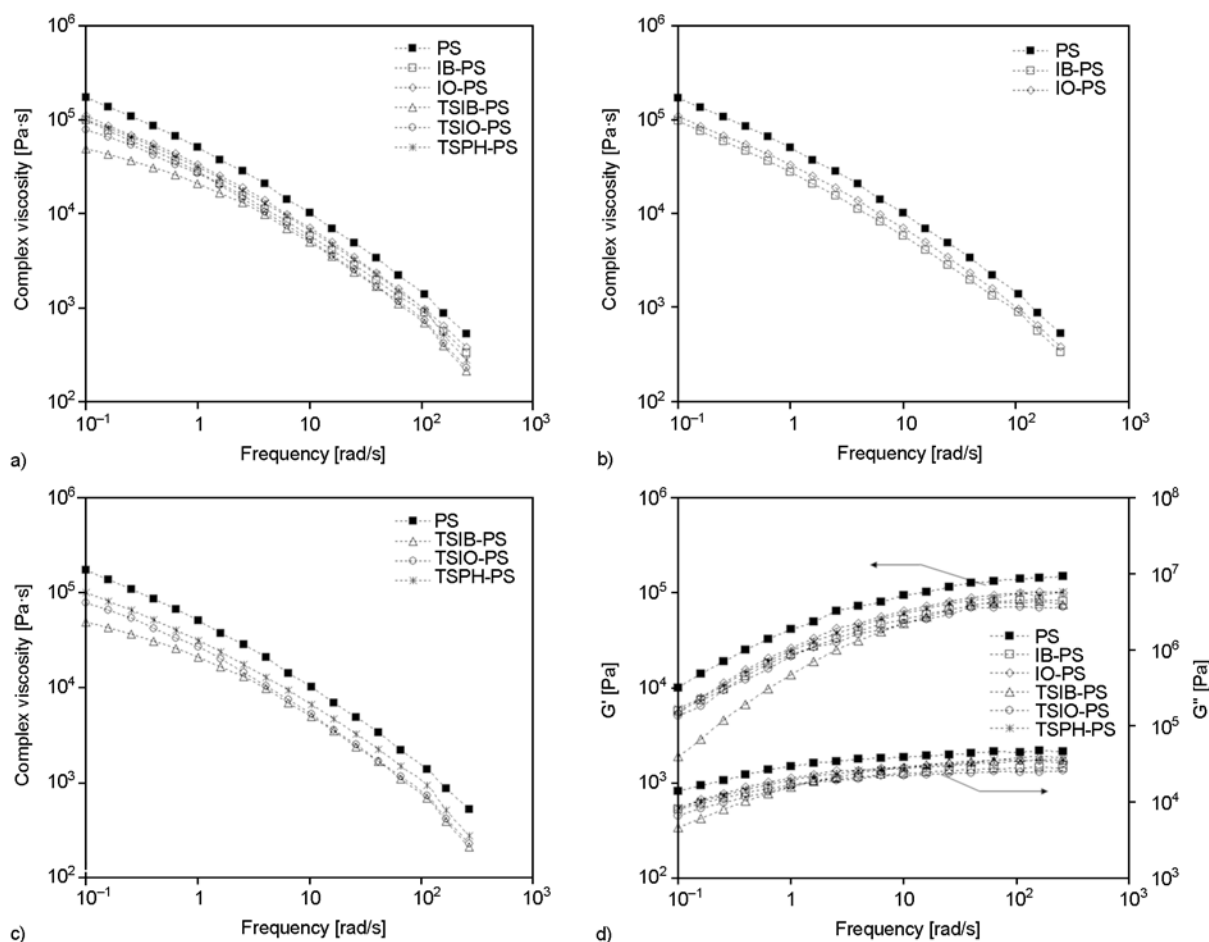 10⁶
10⁵
10⁴
10³
10²
Complex viscosity [Pa·s]
PS
IB-PS
IO-PS
TSIB-PS
TSIO-PS
TSPH-PS
10⁻¹ 1 10 10² 10³
Frequency [rad/s]
a)
10⁶
10⁵
10⁴
10³
10²
Complex viscosity [Pa·s]
PS
IB-PS
IO-PS
10⁻¹ 1 10 10² 10³
Frequency [rad/s]
b)
10⁶
10⁵
10⁴
10³
10²
Complex viscosity [Pa·s]
PS
TSIB-PS
TSIO-PS
TSPH-PS
10⁻¹ 1 10 10² 10³
Frequency [rad/s]
c)
10⁶
10⁵
10⁴
10³
10²
G' [Pa]
PS
IB-PS
IO-PS
TSIB-PS
TSIO-PS
TSPH-PS
10⁸
10⁷
10⁶
10⁵
10⁴
10³
G'' [Pa]
10⁻¹ 1 10 10² 10³
Frequency [rad/s]
d)